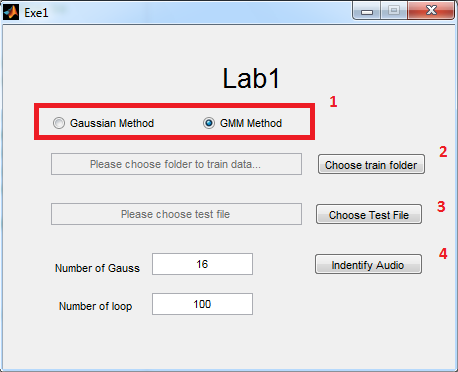 Exe1
Lab1
1
Gaussian Method GMM Method
2
Please choose folder to train data... Choose train folder
3
Please choose test file Choose Test File
4
Number of Gauss 16 Indentify Audio
Number of loop 100